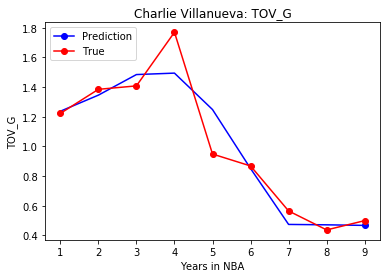 Charlie Villanueva: TOV_G
Prediction
True
1.8
1.6
1.4
1.2
1.0
0.8
0.6
0.4
TOV_G
1 2 3 4 5 6 7 8 9
Years in NBA